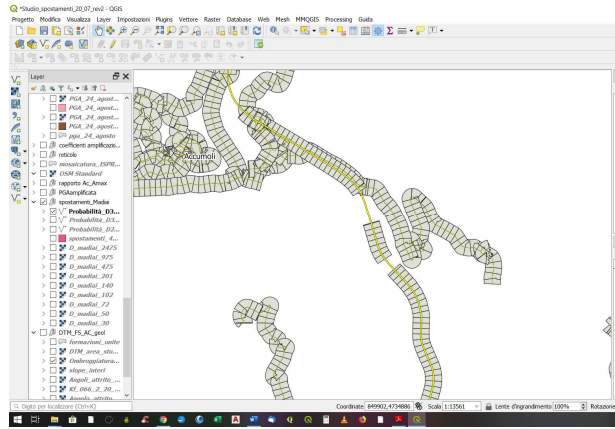 *Studio_spostamenti_20_07_rev2 - QGIS
Progetto Modifica Visualizza Layer Impostazioni Plugins Vettore Raster Database Web Mesh MMQGIS Processing Guida
Layer
PGA_24_agost...
PGA_24_agost...
PGA_24_agost...
pga_24_agosto
coefficienti amplificazio...
reticolo
mosaicatura_ISPR...
OSM Standard
rapporto Ac_Amax
PGAamplificata
spostamenti_Madiai
Probabilità_D3...
Probabilità_D3...
Probabilità_D2...
spostamenti_4...
D_madiai_2475
D_madiai_975
D_madiai_475
D_madiai_201
D_madiai_140
D_madiai_102
D_madiai_72
D_madiai_50
D_madiai_30
DTM_FS_AC_geol
formazioni_unite
DTM_area_stu...
Ombreggiatura...
slope_interi
Angoli_attrito_...
Kf_066_2_20_...
Angolo_attrito
Accumoli
Digita per localizzare (Ctrl+K)
Coordinate 849902,4734886 Scala 1:13561 Lente d'ingrandimento 100% Rotazione